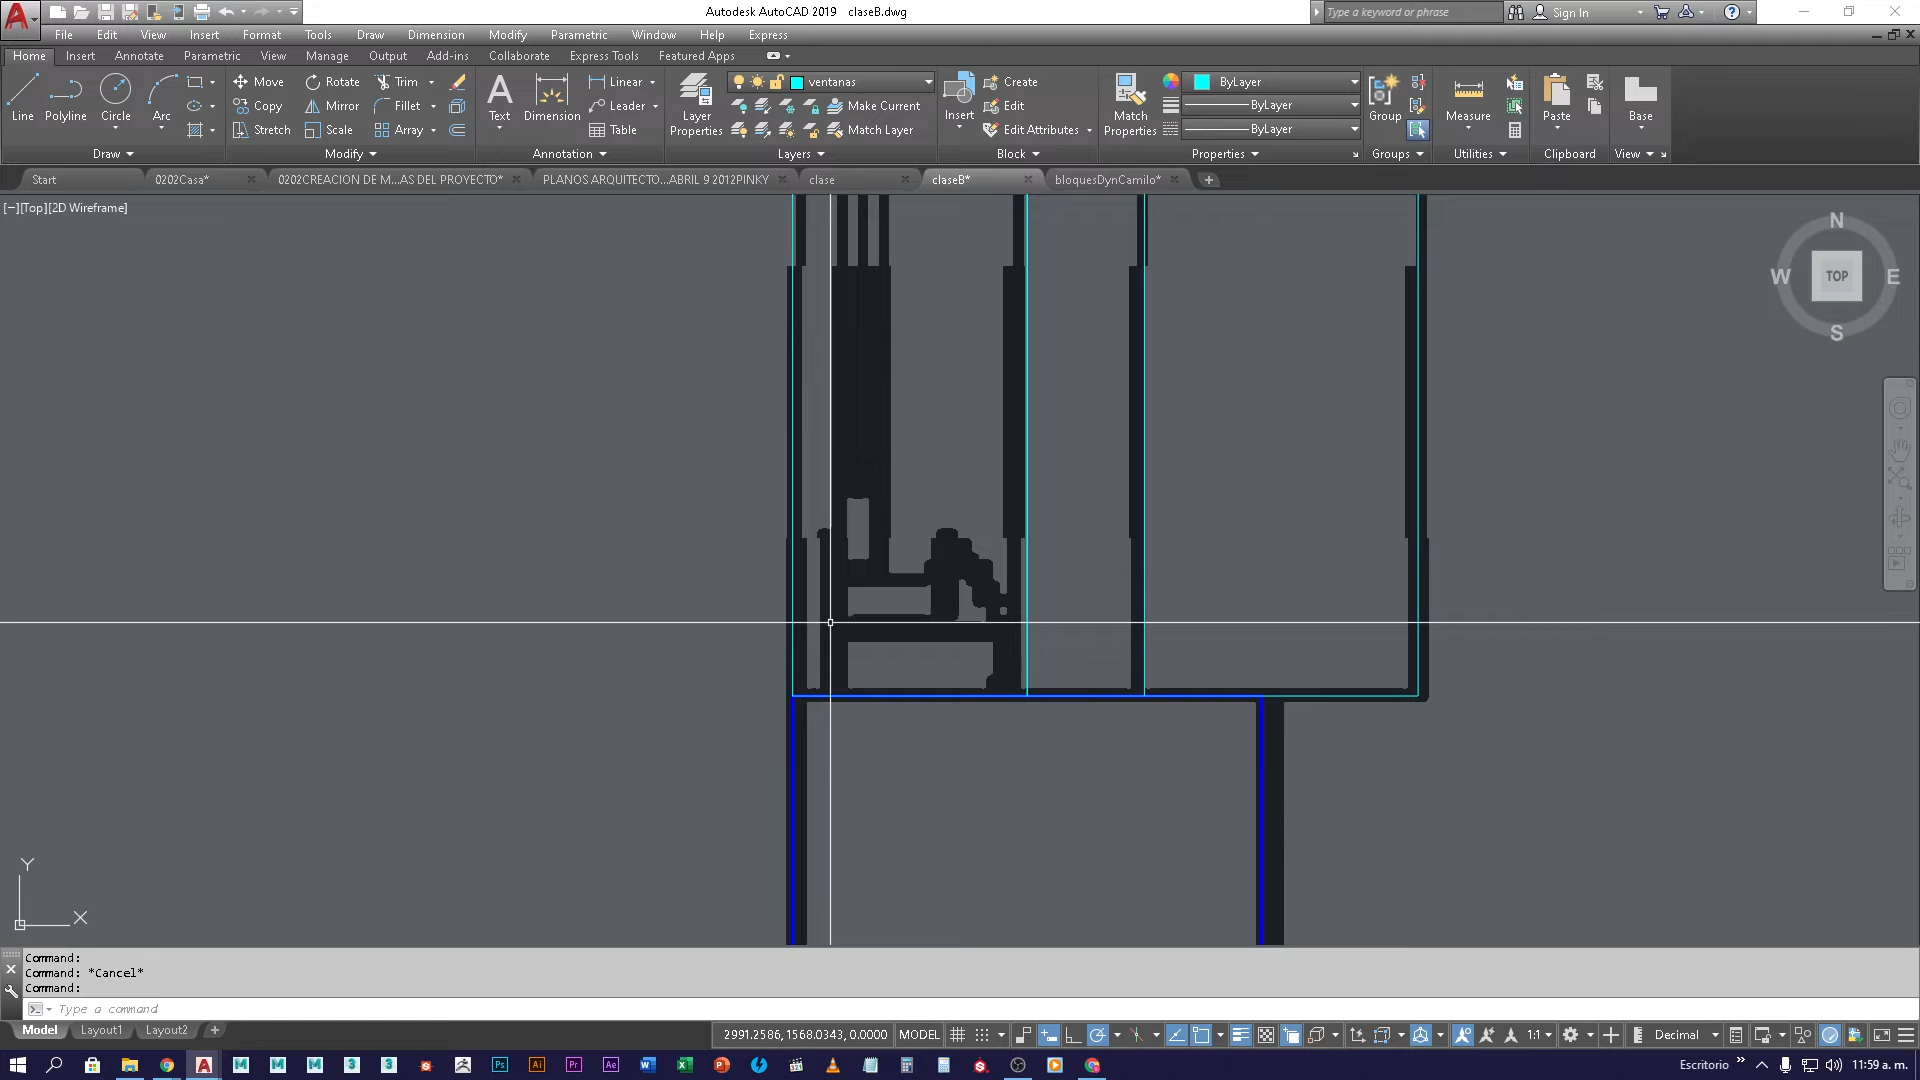 Autodesk AutoCAD 2019 claseB.dwg
Type a keyword or phrase
Sign In
File Edit View Insert Format Tools Draw Dimension Modify Parametric Window Help Express
Home Insert Annotate Parametric View Manage Output Add-ins Collaborate Express Tools Featured Apps
Line Polyline Circle Arc
Move Rotate Trim
Copy Mirror Fillet
Stretch Scale Array
Text Dimension
Linear
Leader
Table
Layer Properties
ventanas
Make Current
Match Layer
Insert
Create
Edit
Edit Attributes
Match Properties
ByLayer
ByLayer
ByLayer
Group Measure Paste Base
Draw Modify Annotation Layers Block Properties Groups Utilities Clipboard View
Start 0202Casa* 0202CREACION DE M...AS DEL PROYECTO* PLANOS ARQUITECTO...ABRIL 9 2012PINKY clase claseB* bloquesDynCamilo*
[−][Top][2D Wireframe]
N
W TOP E
S
Y
X
Command:
Command: *Cancel*
Command:
Type a command
Model Layout1 Layout2
2991.2586, 1568.0343, 0.0000 MODEL 1:1 Decimal
Escritorio 11:59 a. m.